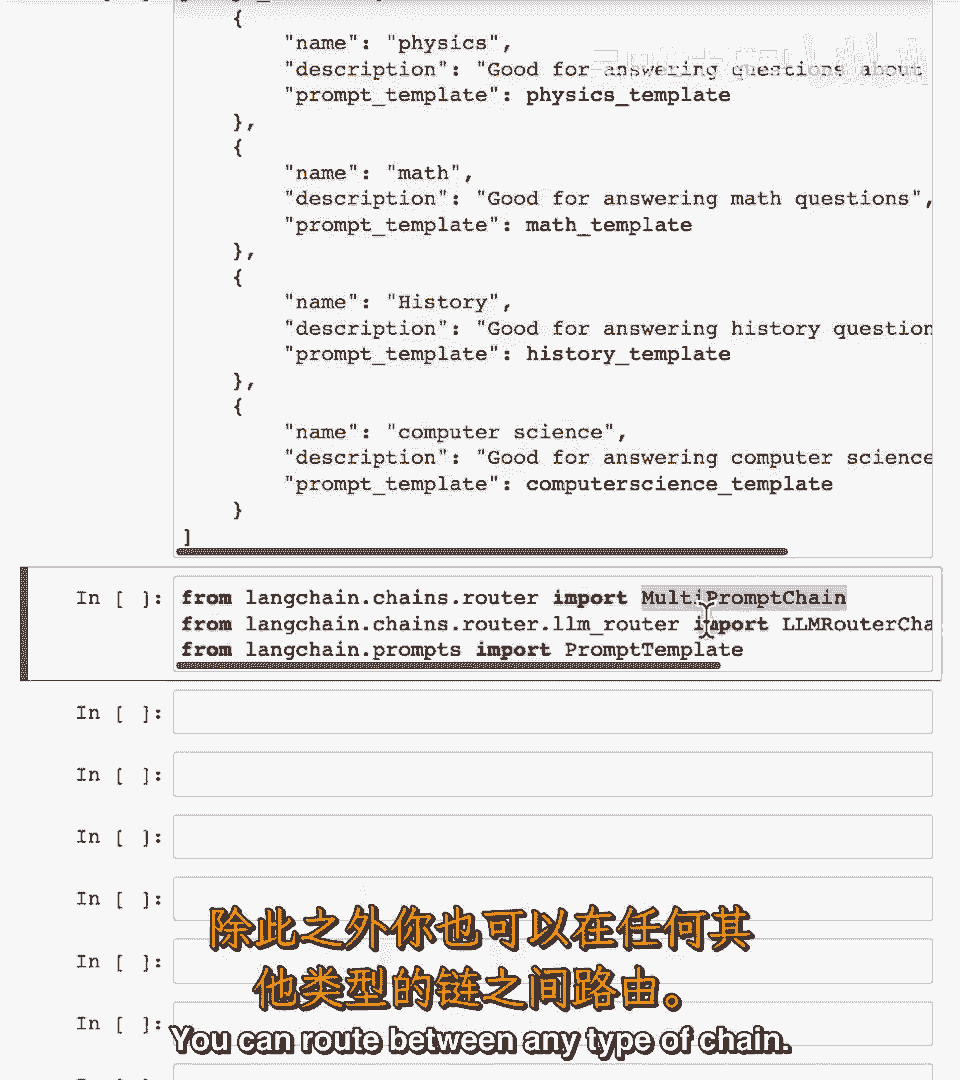 {
"name": "physics",
"description": "Good for answering questions about
"prompt_template": physics_template
},
{
"name": "math",
"description": "Good for answering math questions",
"prompt_template": math_template
},
{
"name": "History",
"description": "Good for answering history question
"prompt_template": history_template
},
{
"name": "computer science",
"description": "Good for answering computer science
"prompt_template": computerscience_template
}
]
In [ ]: from langchain.chains.router import MultiPromptChain
from langchain.chains.router.llm_router import LLMRouterCha
from langchain.prompts import PromptTemplate
In [ ]:
In [ ]:
In [ ]:
In [ ]:
In [ ]:
In [ ]:
除此之外你也可以在任何其
他类型的链之间路由。
You can route between any type of chain.